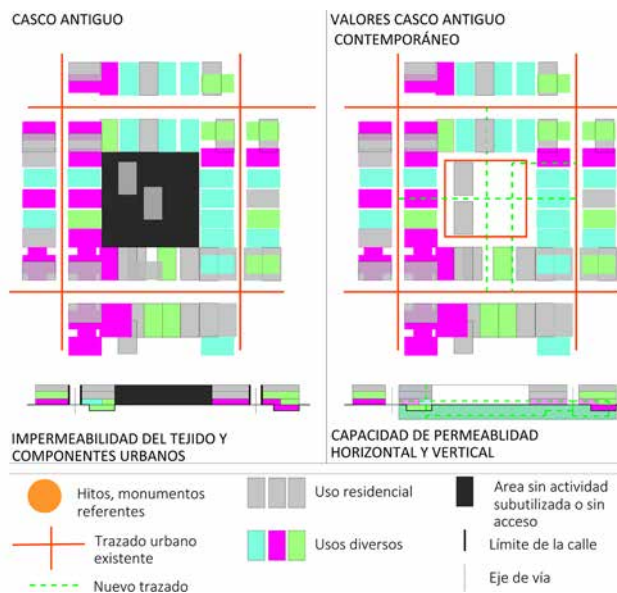 CASCO ANTIGUO
VALORES CASCO ANTIGUO
CONTEMPORÁNEO
IMPERMEABILIDAD DEL TEJIDO Y
COMPONENTES URBANOS
CAPACIDAD DE PERMEABLIDAD
HORIZONTAL Y VERTICAL
Hitos, monumentos
referentes
Trazado urbano
existente
Nuevo trazado
Uso residencial
Usos diversos
Area sin actividad
subutilizada o sin
acceso
Límite de la calle
Eje de vía